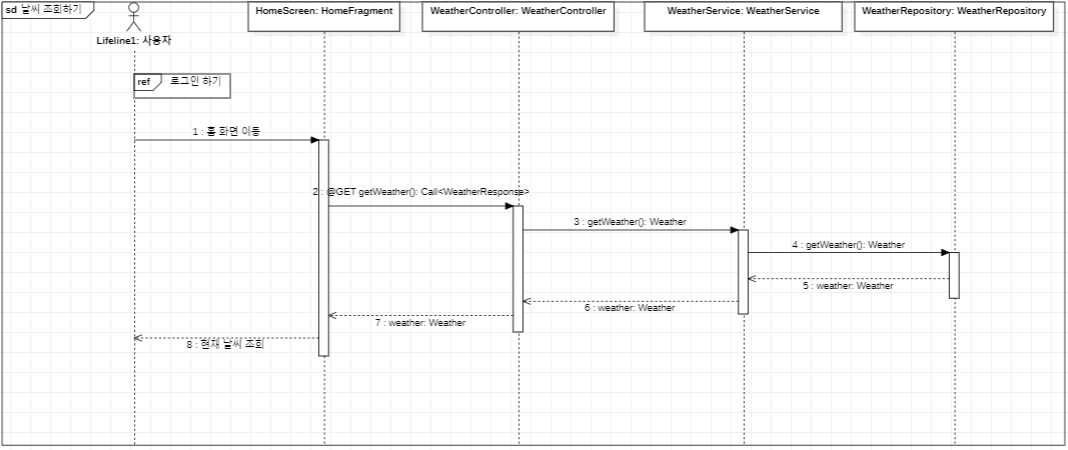 sd 날씨 조회하기
HomeScreen: HomeFragment
WeatherController: WeatherController
WeatherService: WeatherService
WeatherRepository: WeatherRepository
Lifeline1: 사용자
ref 로그인 하기
1 : 홈 화면 이동
2 : @GET getWeather(): Call<WeatherResponse>
3 : getWeather(): Weather
4 : getWeather(): Weather
5 : weather: Weather
6 : weather: Weather
7 : weather: Weather
8 : 현재 날씨 조회